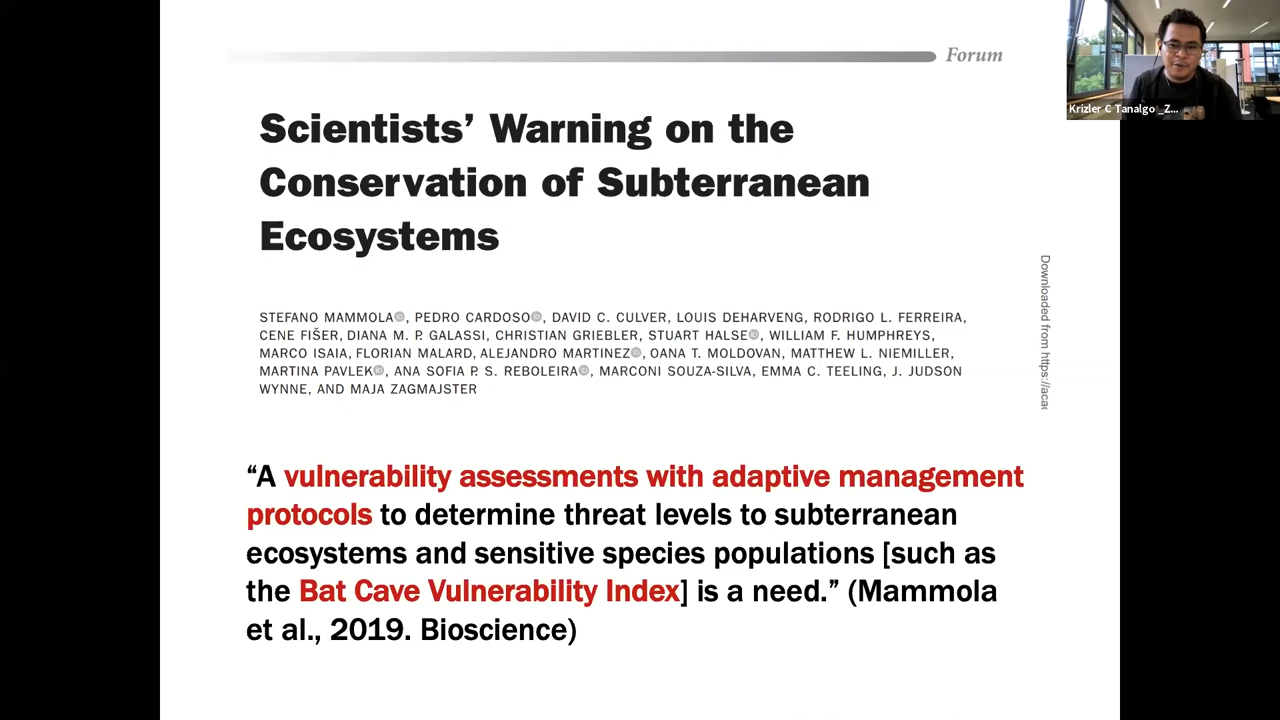 Forum
Scientists’ Warning on the
Conservation of Subterranean
Ecosystems
STEFANO MAMMOLA, PEDRO CARDOSO, DAVID C. CULVER, LOUIS DEHARVENG, RODRIGO L. FERREIRA,
CENE FIŠER, DIANA M. P. GALASSI, CHRISTIAN GRIEBLER, STUART HALSE, WILLIAM F. HUMPHREYS,
MARCO ISAIA, FLORIAN MALARD, ALEJANDRO MARTINEZ, OANA T. MOLDOVAN, MATTHEW L. NIEMILLER,
MARTINA PAVLEK, ANA SOFIA P. S. REBOLEIRA, MARCONI SOUZA-SILVA, EMMA C. TEELING, J. JUDSON
WYNNE, AND MAJA ZAGMAJSTER
Downloaded from https://acad
“A vulnerability assessments with adaptive management
protocols to determine threat levels to subterranean
ecosystems and sensitive species populations [such as
the Bat Cave Vulnerability Index] is a need.” (Mammola
et al., 2019. Bioscience)
Krizler C Tanalgo _Z...